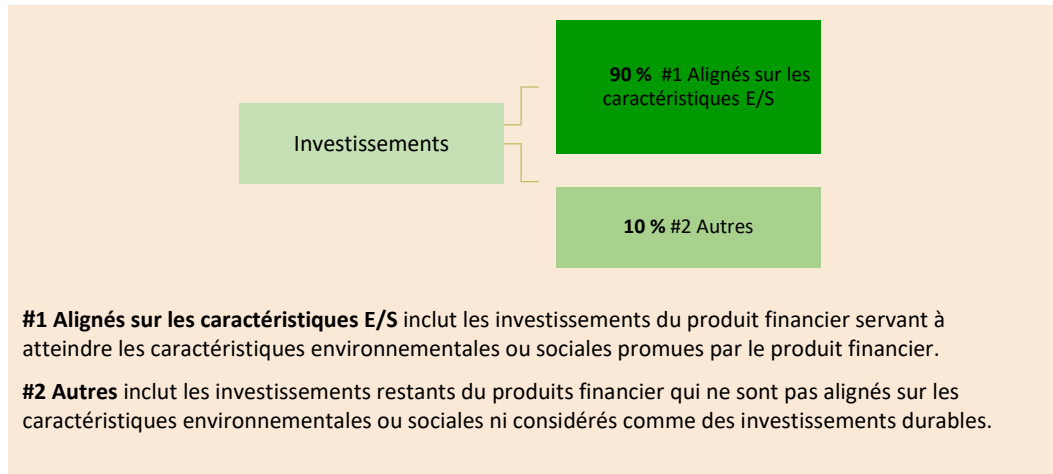 90 % #1 Alignés sur les
caractéristiques E/S
Investissements
10 % #2 Autres
#1 Alignés sur les caractéristiques E/S inclut les investissements du produit financier servant à
atteindre les caractéristiques environnementales ou sociales promues par le produit financier.
#2 Autres inclut les investissements restants du produits financier qui ne sont pas alignés sur les
caractéristiques environnementales ou sociales ni considérés comme des investissements durables.